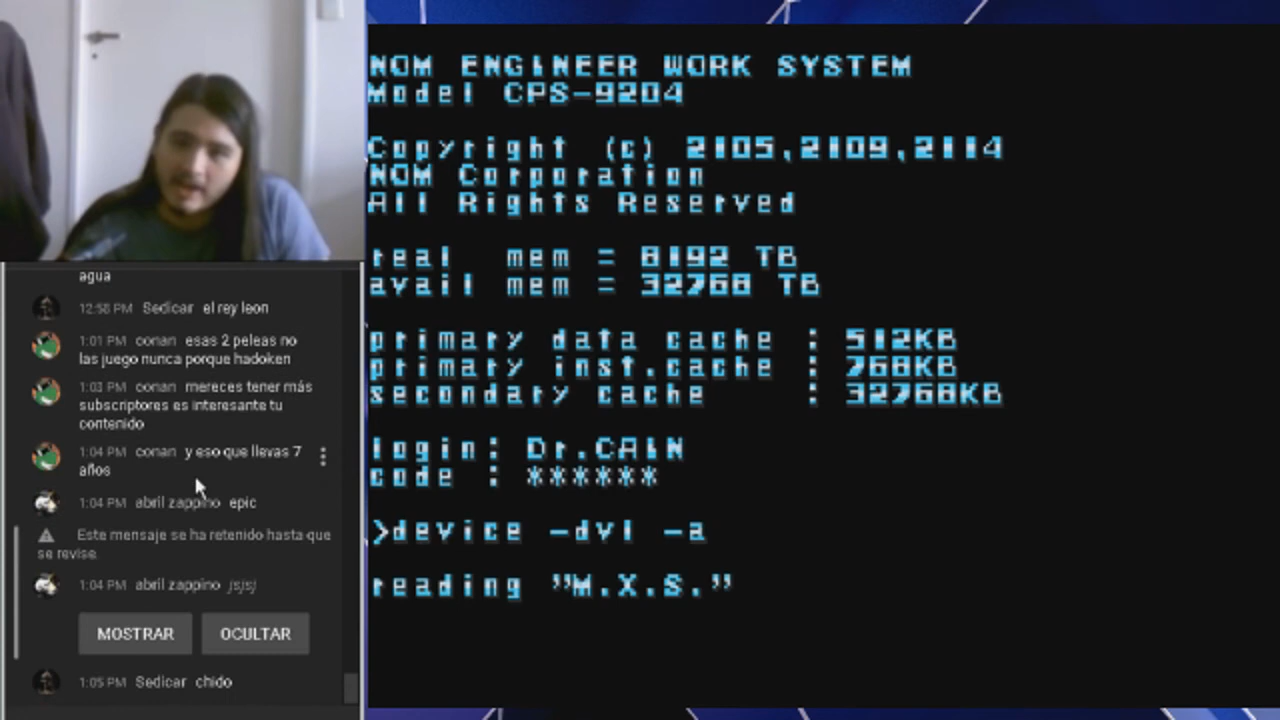 agua
12:58 PM Sedicar el rey leon
1:01 PM conan esas 2 peleas no
las juego nunca porque hadoken
1:03 PM conan mereces tener más
subscriptores es interesante tu
contenido
1:04 PM conan y eso que llevas 7
años
1:04 PM abril zappino epic
Este mensaje se ha retenido hasta que
se revise.
1:04 PM abril zappino jsjsj
MOSTRAR OCULTAR
1:05 PM Sedicar chido
NOM ENGINEER WORK SYSTEM
Model CPS-9204
Copyright (c) 2105,2109,2114
NOM Corporation
All Rights Reserved
real mem = 8192 TB
avail mem = 32768 TB
primary data cache : 512KB
primary inst.cache : 768KB
secondary cache : 32768KB
login: Dr.CAIN
code : ******
>device -dvl -a
reading "M.X.S."